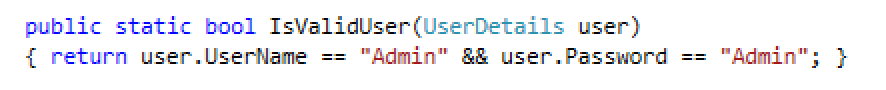 public static bool IsValidUser(UserDetails user)
{ return user.UserName == "Admin" && user.Password == "Admin"; }